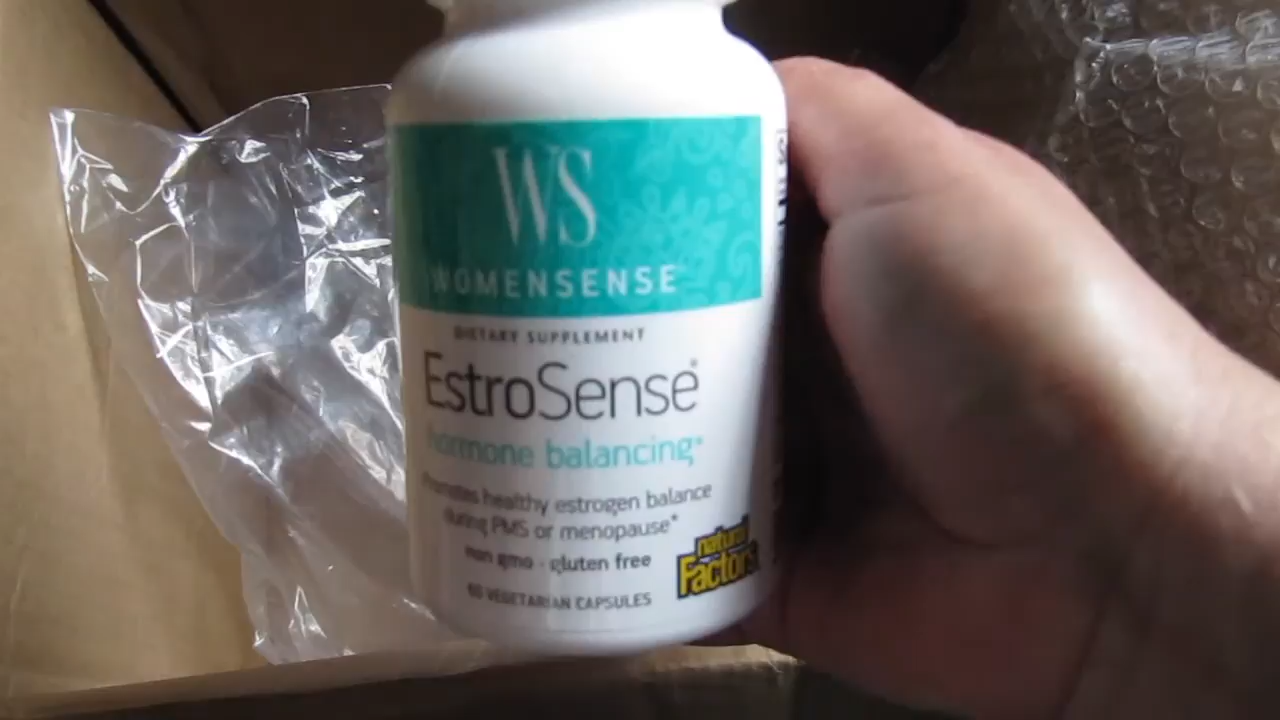 WS
WOMENSENSE
DIETARY SUPPLEMENT
EstroSense®
hormone balancing*
Promotes healthy estrogen balance
during PMS or menopause*
non gmo · gluten free
60 VEGETARIAN CAPSULES
natural
Factors